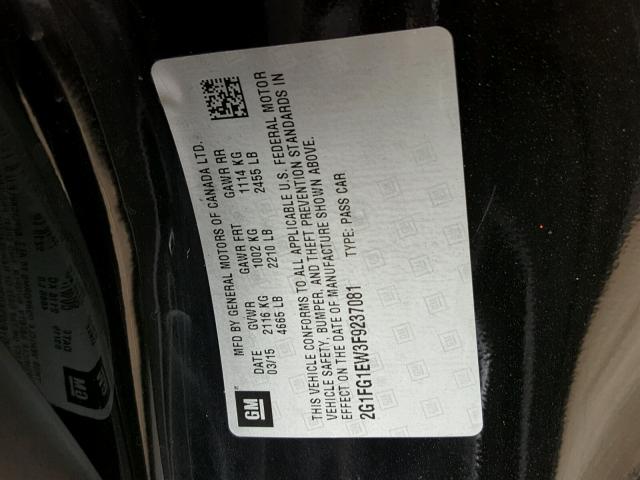 GM
MFD BY GENERAL MOTORS OF CANADA LTD.
DATE GVWR GAWR FRT GAWR RR
03/15 2116 KG 1002 KG 1114 KG
4665 LB 2210 LB 2455 LB
THIS VEHICLE CONFORMS TO ALL APPLICABLE U.S. FEDERAL MOTOR
VEHICLE SAFETY, BUMPER, AND THEFT PREVENTION STANDARDS IN
EFFECT ON THE DATE OF MANUFACTURE SHOWN ABOVE.
2G1FG1EW3F9237081 TYPE: PASS CAR